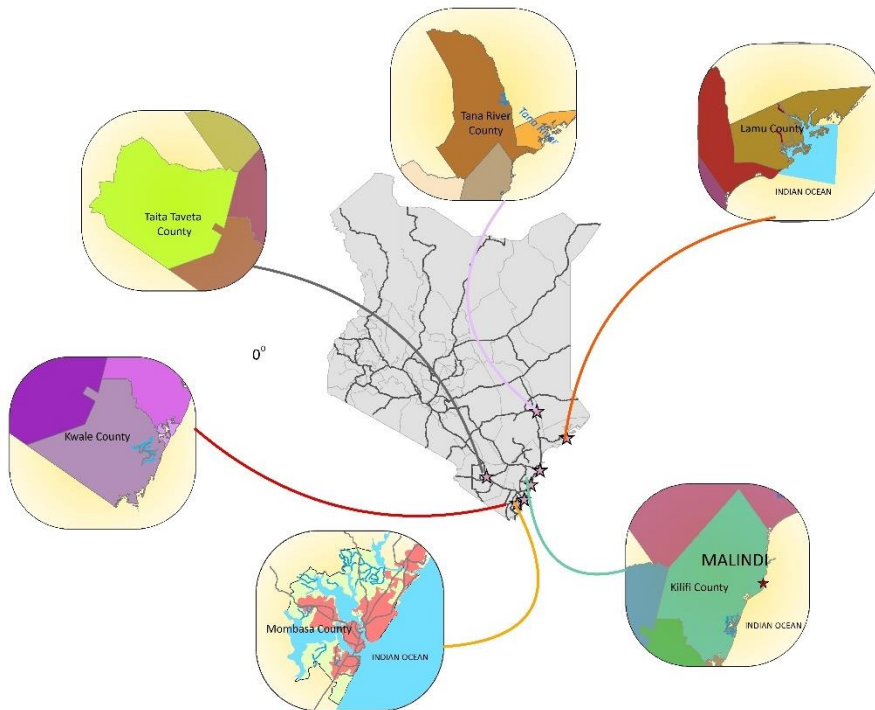 Tana River
County
Tana River
Lamu County
INDIAN OCEAN
Taita Taveta
County
0°
Kwale County
MALINDI
Kilifi County
INDIAN OCEAN
Mombasa County
INDIAN OCEAN